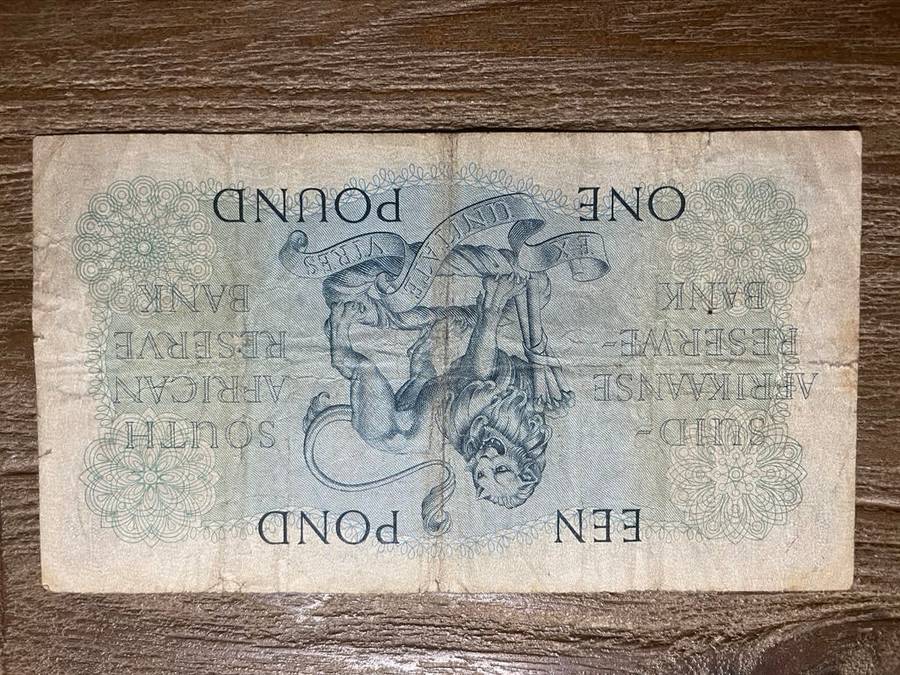 EEN POND
SUID-
AFRIKAANSE
RESERWE-
BANK
SOUTH
AFRICAN
RESERVE
BANK
EX UNITATE VIRES
ONE POUND